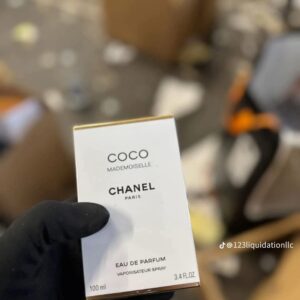 COCO
MADEMOISELLE
CHANEL
PARIS
@123liquidationllc
EAU DE PARFUM
VAPORISATEUR SPRAY
100 ml 3.4 FL.OZ